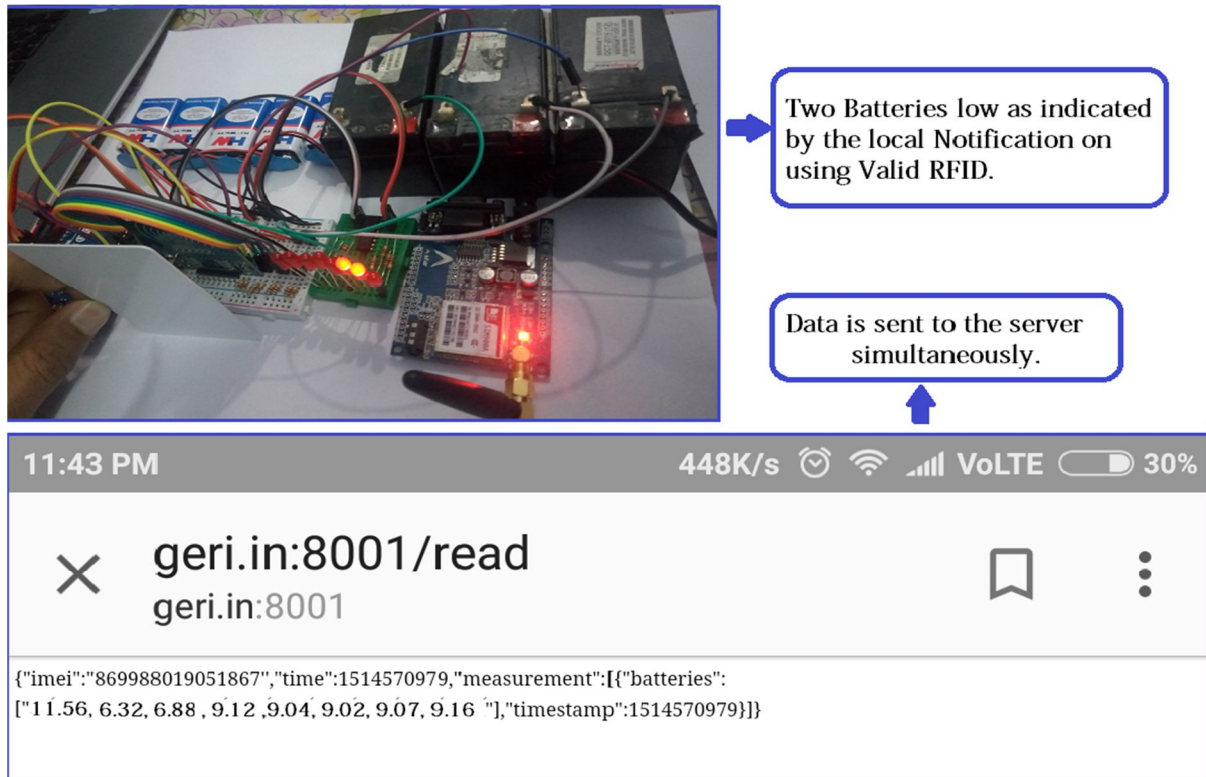 HW
HW
HW
Two Batteries low as indicated
by the local Notification on
using Valid RFID.
Data is sent to the server
simultaneously.
11:43 PM
448K/s VoLTE 30%
geri.in:8001/read
geri.in:8001
{"imei":"869988019051867","time":1514570979,"measurement":[{"batteries":
["11.56, 6.32, 6.88 , 9.12 ,9.04, 9.02, 9.07, 9.16 "],"timestamp":1514570979}]}